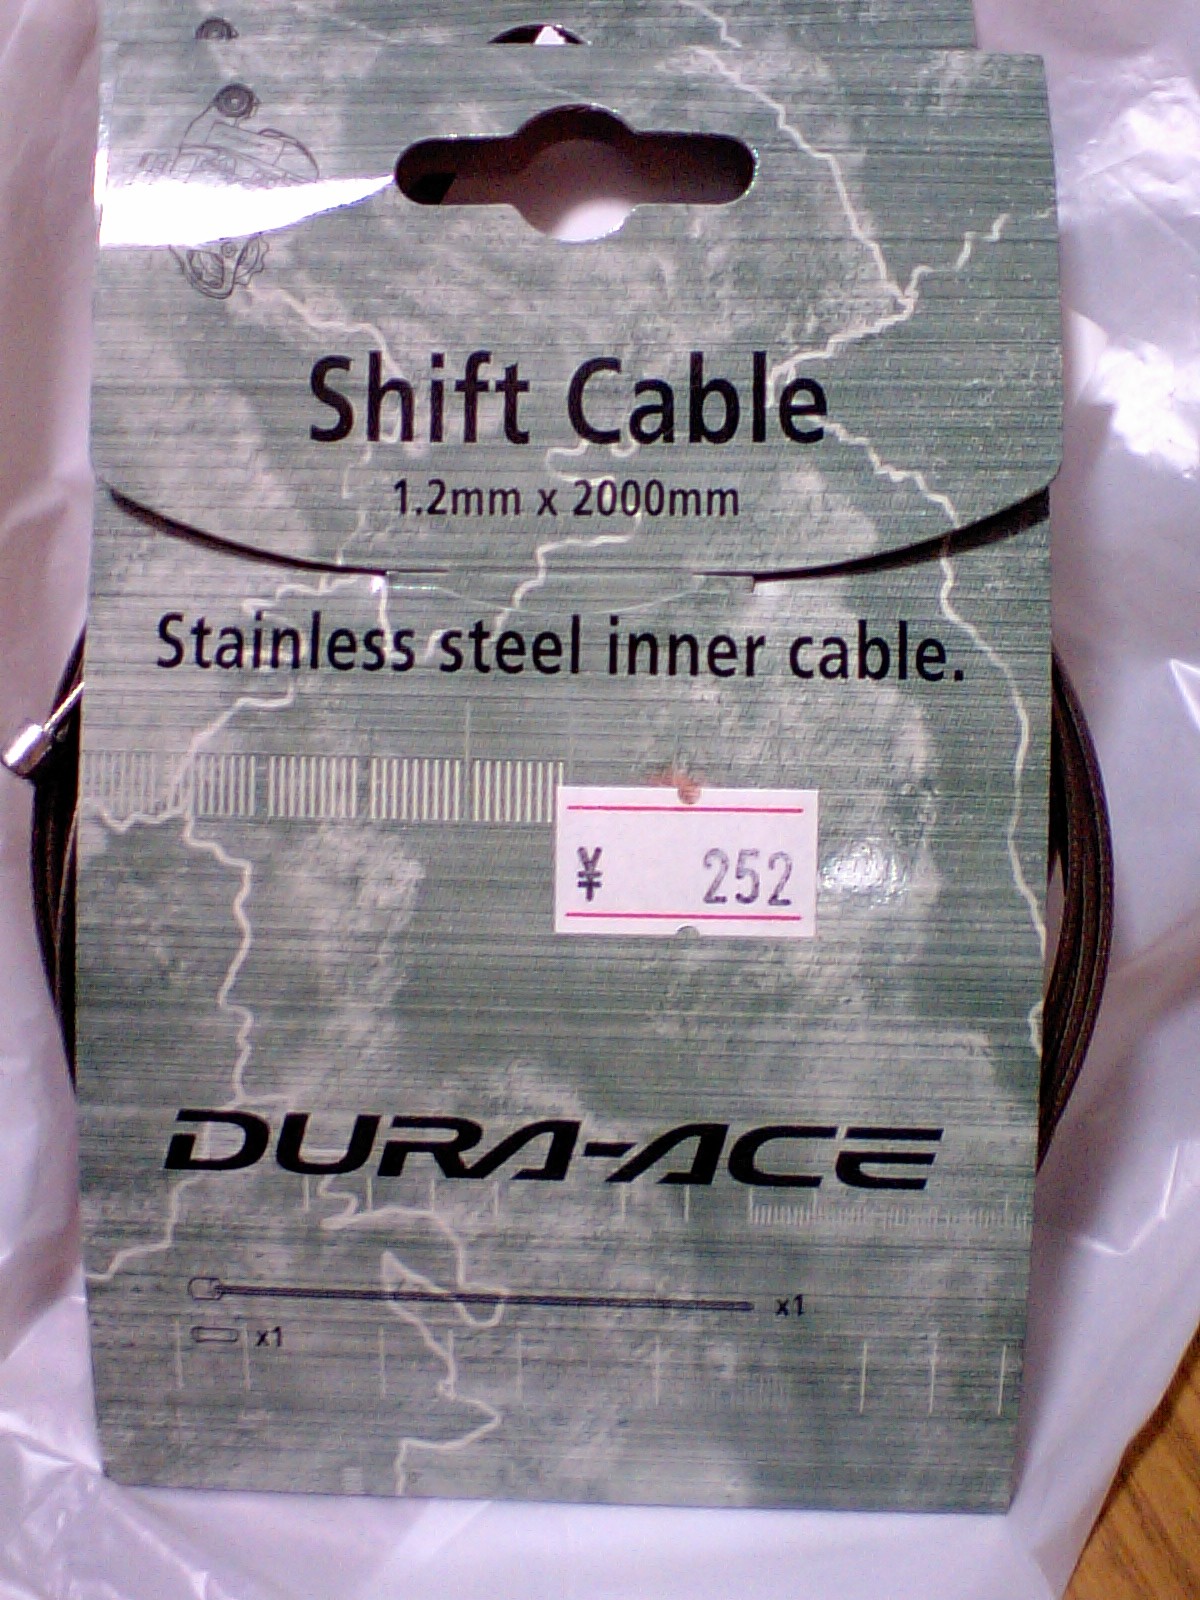 Shift Cable
1.2mm x 2000mm
Stainless steel inner cable.
¥ 252
DURA-ACE
x1
x1